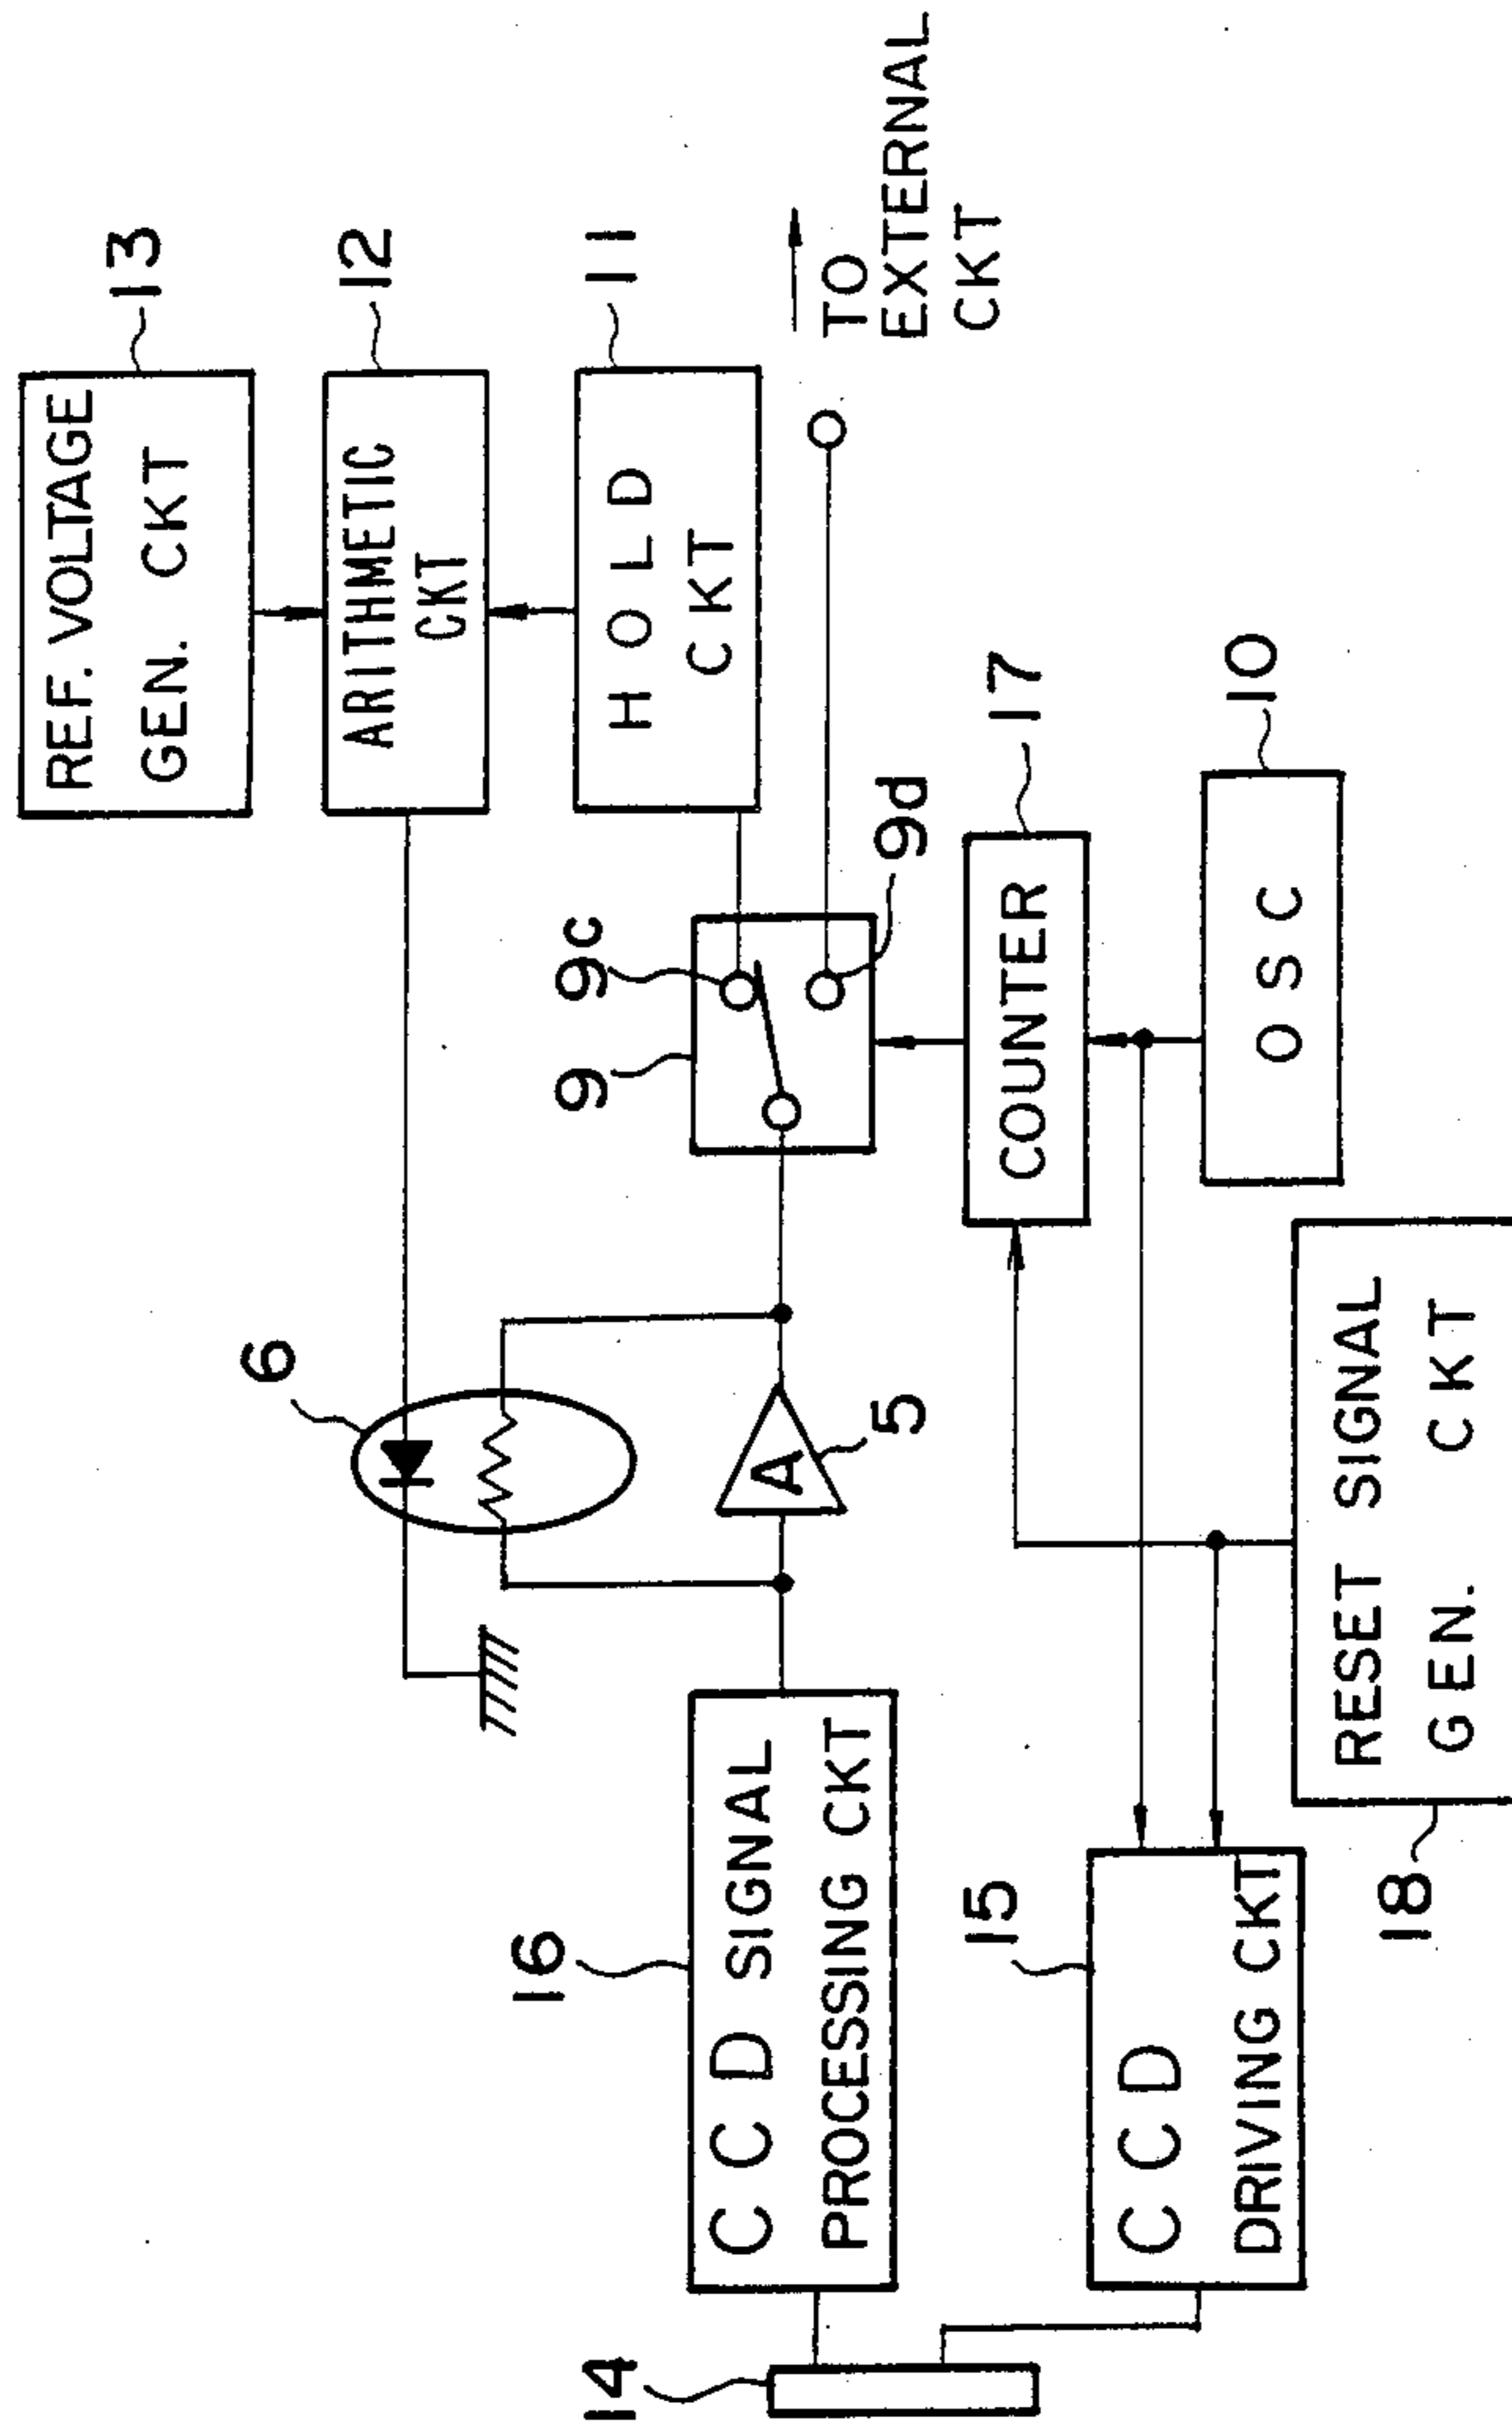 REF. VOLTAGE
GEN. CKT
13
ARITHMETIC
CKT
12
6
HOLD
CKT
11
9
9c
9d
TO
EXTERNAL
CKT
16
CCD SIGNAL
PROCESSING CKT
A
5
COUNTER
17
14
15
CCD
DRIVING CKT
OSC
10
RESET SIGNAL
GEN. CKT
18